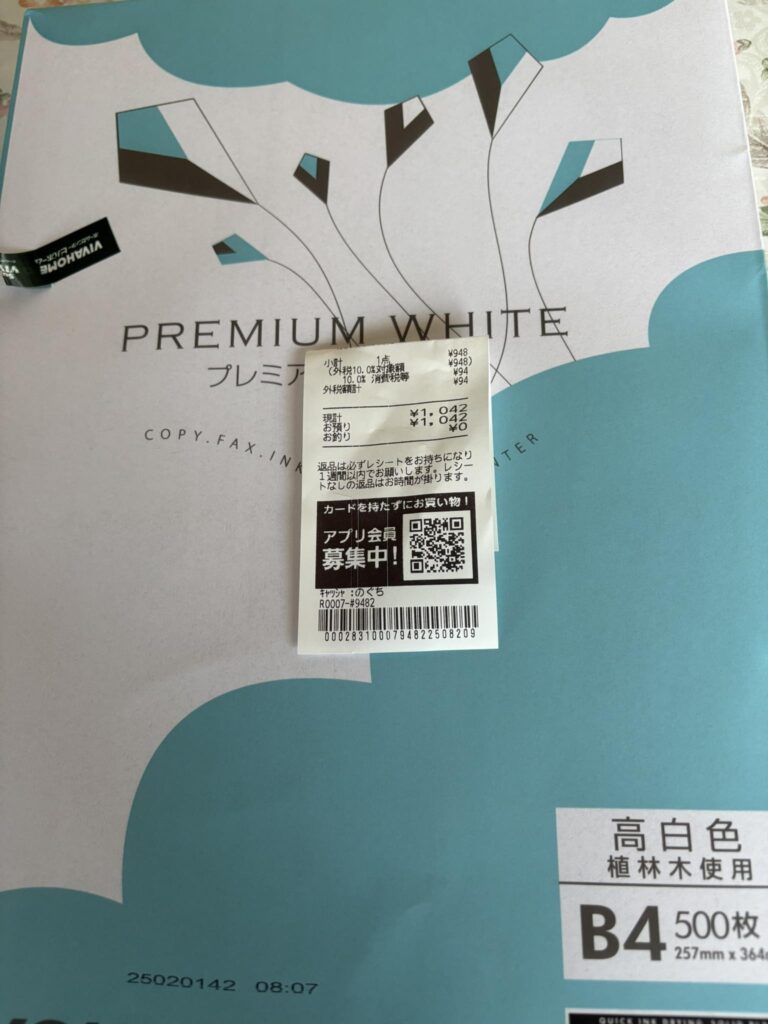 VIVAHOME
PREMIUM WHITE
プレミア
COPY.FAX.INK
NTER
小計 1点 ¥948
(外税10.0%対象額 ¥948)
10.0% 消費税等 ¥94
外税額計 ¥94
現計 ¥1,042
お預り ¥1,042
お釣り ¥0
返品は必ずレシートをお持ちになり
1週間以内でお願いします。レシー
トなしの返品はお時間が掛ります。
カードを持たずにお買い物!
アプリ会員
募集中!
キャッシャ :のぐち
R0007-#9482
0002831000794822508209
高白色
植林木使用
B4 500枚
257mm x 364
25020142 08:07